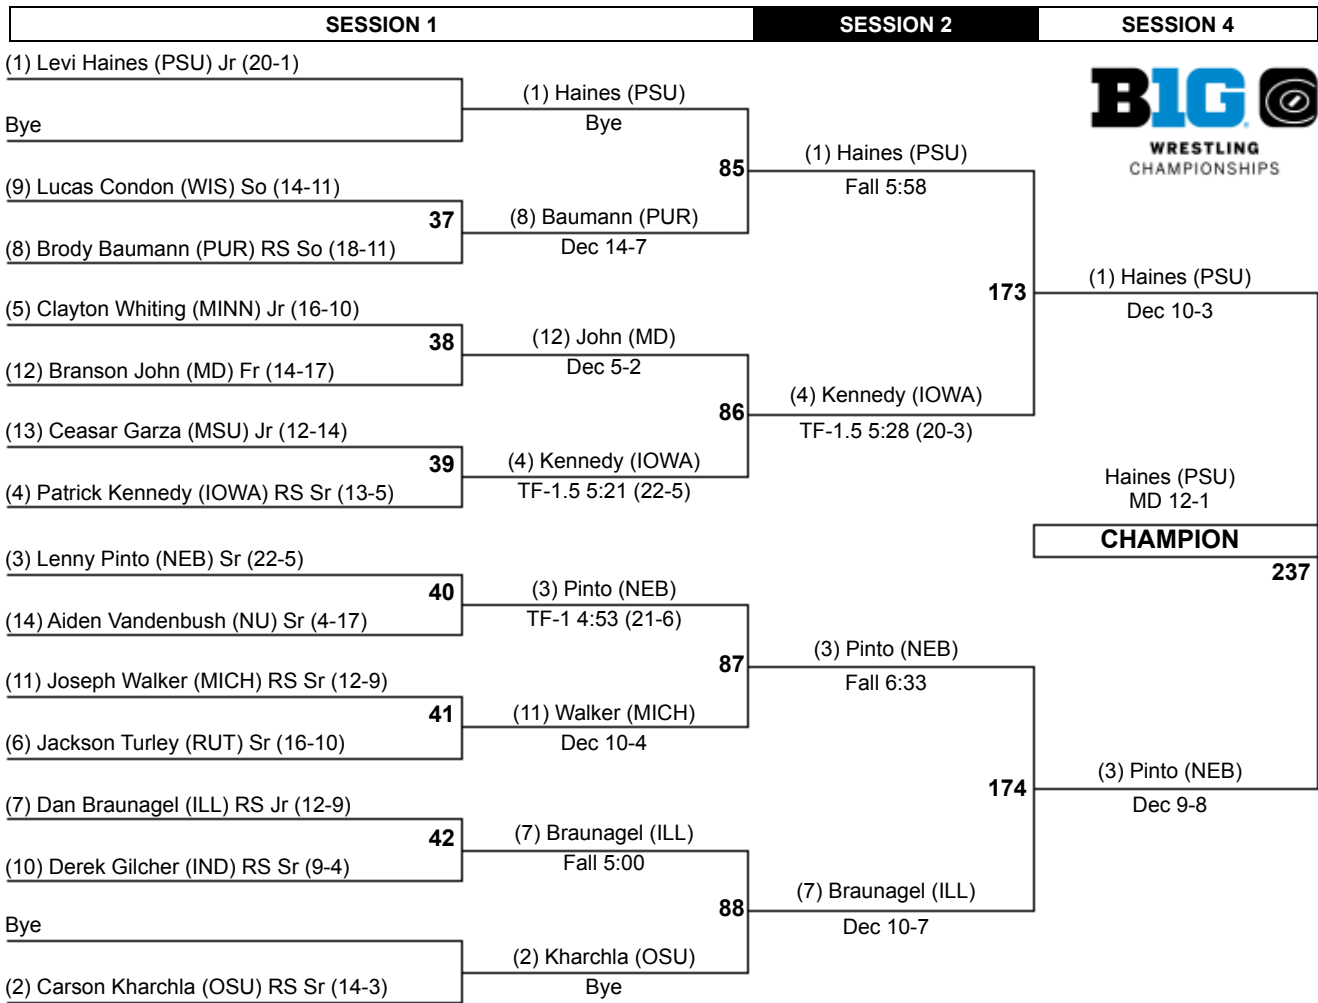 SESSION 1
SESSION 2
SESSION 4
B1G
WRESTLING
CHAMPIONSHIPS
(1) Levi Haines (PSU) Jr (20-1)
Bye
(9) Lucas Condon (WIS) So (14-11)
37
(8) Brody Baumann (PUR) RS So (18-11)
(5) Clayton Whiting (MINN) Jr (16-10)
38
(12) Branson John (MD) Fr (14-17)
(13) Ceasar Garza (MSU) Jr (12-14)
39
(4) Patrick Kennedy (IOWA) RS Sr (13-5)
(3) Lenny Pinto (NEB) Sr (22-5)
40
(14) Aiden Vandenbush (NU) Sr (4-17)
(11) Joseph Walker (MICH) RS Sr (12-9)
41
(6) Jackson Turley (RUT) Sr (16-10)
(7) Dan Braunagel (ILL) RS Jr (12-9)
42
(10) Derek Gilcher (IND) RS Sr (9-4)
Bye
(2) Carson Kharchla (OSU) RS Sr (14-3)
(1) Haines (PSU)
Bye
85
(8) Baumann (PUR)
Dec 14-7
(12) John (MD)
Dec 5-2
86
(4) Kennedy (IOWA)
TF-1.5 5:21 (22-5)
(3) Pinto (NEB)
TF-1 4:53 (21-6)
87
(11) Walker (MICH)
Dec 10-4
(7) Braunagel (ILL)
Fall 5:00
88
(2) Kharchla (OSU)
Bye
(1) Haines (PSU)
Fall 5:58
173
(4) Kennedy (IOWA)
TF-1.5 5:28 (20-3)
(3) Pinto (NEB)
Fall 6:33
174
(7) Braunagel (ILL)
Dec 10-7
(1) Haines (PSU)
Dec 10-3
Haines (PSU)
MD 12-1
CHAMPION
237
(3) Pinto (NEB)
Dec 9-8